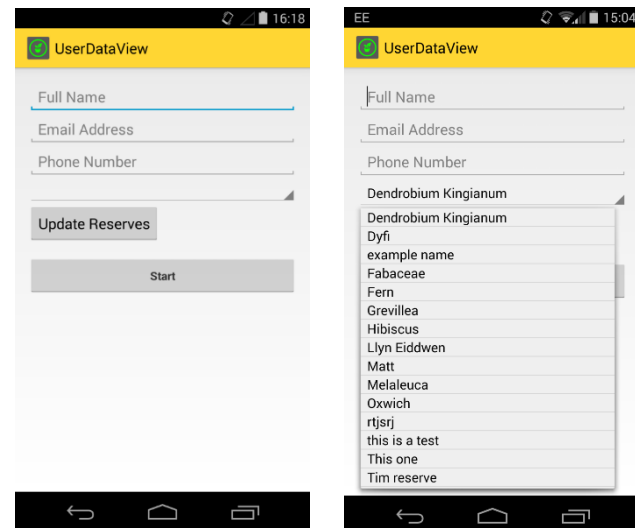 16:18
UserDataView
Full Name
Email Address
Phone Number
Update Reserves
Start
EE 15:04
UserDataView
Full Name
Email Address
Phone Number
Dendrobium Kingianum
Dendrobium Kingianum
Dyfi
example name
Fabaceae
Fern
Grevillea
Hibiscus
Llyn Eiddwen
Matt
Melaleuca
Oxwich
rtjsrj
this is a test
This one
Tim reserve